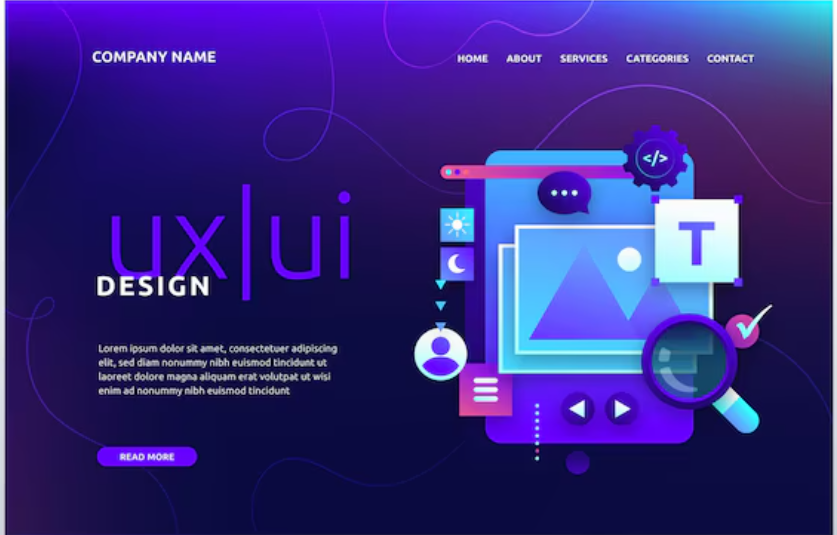 COMPANY NAME
HOME ABOUT SERVICES CATEGORIES CONTACT
</>
ux|ui
T
DESIGN
Lorem ipsum dolor sit amet, consectetuer adipiscing
elit, sed diam nonummy nibh euismod tincidunt ut
laoreet dolore magna aliquam erat volutpat ut wisi
enim ad nonummy nibh euismod tincidunt
READ MORE